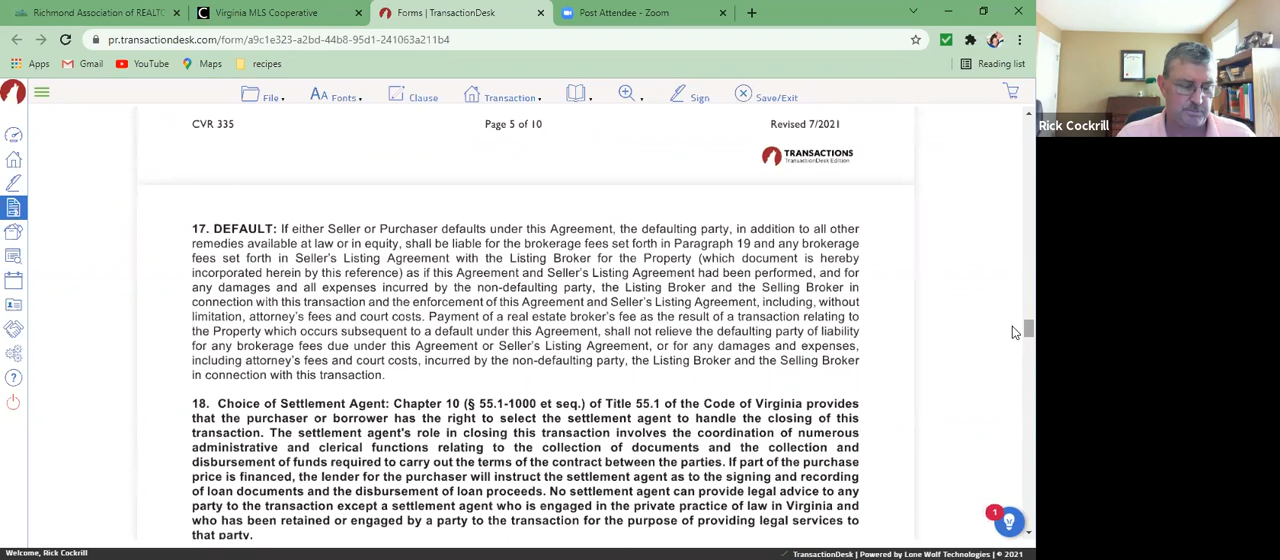 Richmond Association of REALTO
Virginia MLS Cooperative
Forms | TransactionDesk
Post Attendee - Zoom
pr.transactiondesk.com/form/a9c1e323-a2bd-44b8-95d1-241063a211b4
Apps
Gmail
YouTube
Maps
recipes
Reading list
File
AA Fonts
Clause
Transaction
Sign
Save/Exit
Rick Cockrill
CVR 335
Page 5 of 10
Revised 7/2021
TRANSACTIONS
TransactionDesk Edition
17. DEFAULT: If either Seller or Purchaser defaults under this Agreement, the defaulting party, in addition to all other
remedies available at law or in equity, shall be liable for the brokerage fees set forth in Paragraph 19 and any brokerage
fees set forth in Seller's Listing Agreement with the Listing Broker for the Property (which document is hereby
incorporated herein by this reference) as if this Agreement and Seller's Listing Agreement had been performed, and for
any damages and all expenses incurred by the non-defaulting party, the Listing Broker and the Selling Broker in
connection with this transaction and the enforcement of this Agreement and Seller's Listing Agreement, including, without
limitation, attorney's fees and court costs. Payment of a real estate broker's fee as the result of a transaction relating to
the Property which occurs subsequent to a default under this Agreement, shall not relieve the defaulting party of liability
for any brokerage fees due under this Agreement or Seller's Listing Agreement, or for any damages and expenses,
including attorney's fees and court costs, incurred by the non-defaulting party, the Listing Broker and the Selling Broker
in connection with this transaction.
18. Choice of Settlement Agent: Chapter 10 (§ 55.1-1000 et seq.) of Title 55.1 of the Code of Virginia provides
that the purchaser or borrower has the right to select the settlement agent to handle the closing of this
transaction. The settlement agent's role in closing this transaction involves the coordination of numerous
administrative and clerical functions relating to the collection of documents and the collection and
disbursement of funds required to carry out the terms of the contract between the parties. If part of the purchase
price is financed, the lender for the purchaser will instruct the settlement agent as to the signing and recording
of loan documents and the disbursement of loan proceeds. No settlement agent can provide legal advice to any
party to the transaction except a settlement agent who is engaged in the private practice of law in Virginia and
who has been retained or engaged by a party to the transaction for the purpose of providing legal services to
that party.
1
Welcome, Rick Cockrill
TransactionDesk | Powered by Lone Wolf Technologies | © 2021